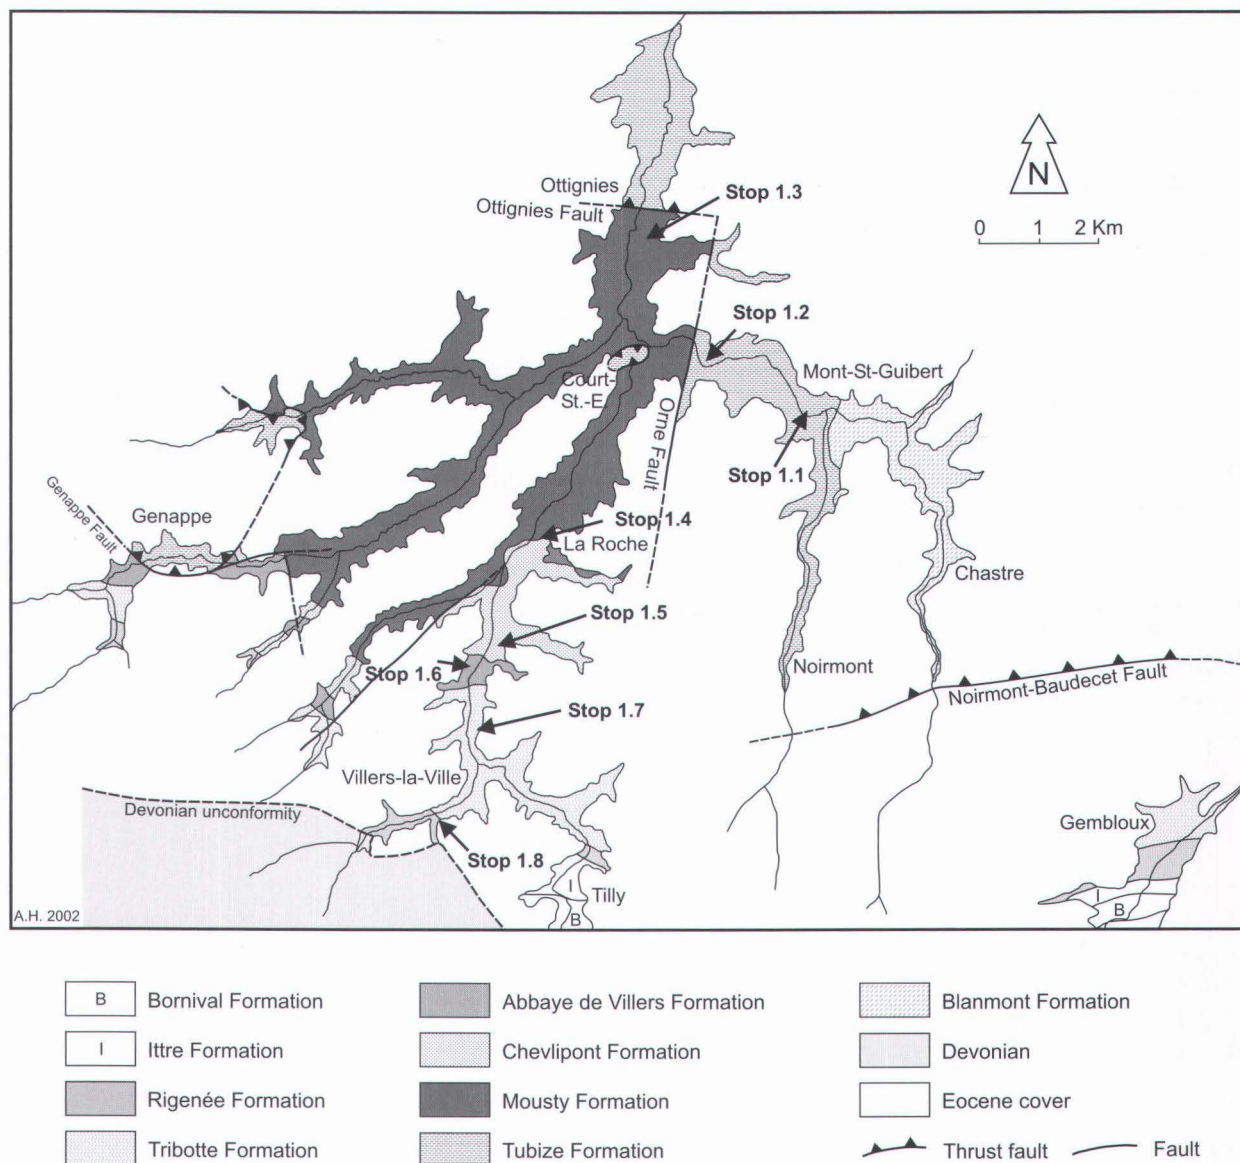 Ottignies
Ottignies Fault
Stop 1.3
N
0 1 2 Km
Stop 1.2
Mont-St-Guibert
Court-
St.-E.
Orne Fault
Stop 1.1
Genappe Fault
Genappe
Stop 1.4
La Roche
Chastre
Stop 1.5
Stop 1.6
Noirmont
Noirmont-Baudecet Fault
Stop 1.7
Villers-la-Ville
Devonian unconformity
Gembloux
Stop 1.8
I
Tilly
B
I
B
A.H. 2002
B Bornival Formation
I Ittre Formation
Rigenée Formation
Tribotte Formation
Abbaye de Villers Formation
Chevlipont Formation
Mousty Formation
Tubize Formation
Blanmont Formation
Devonian
Eocene cover
Thrust fault
Fault